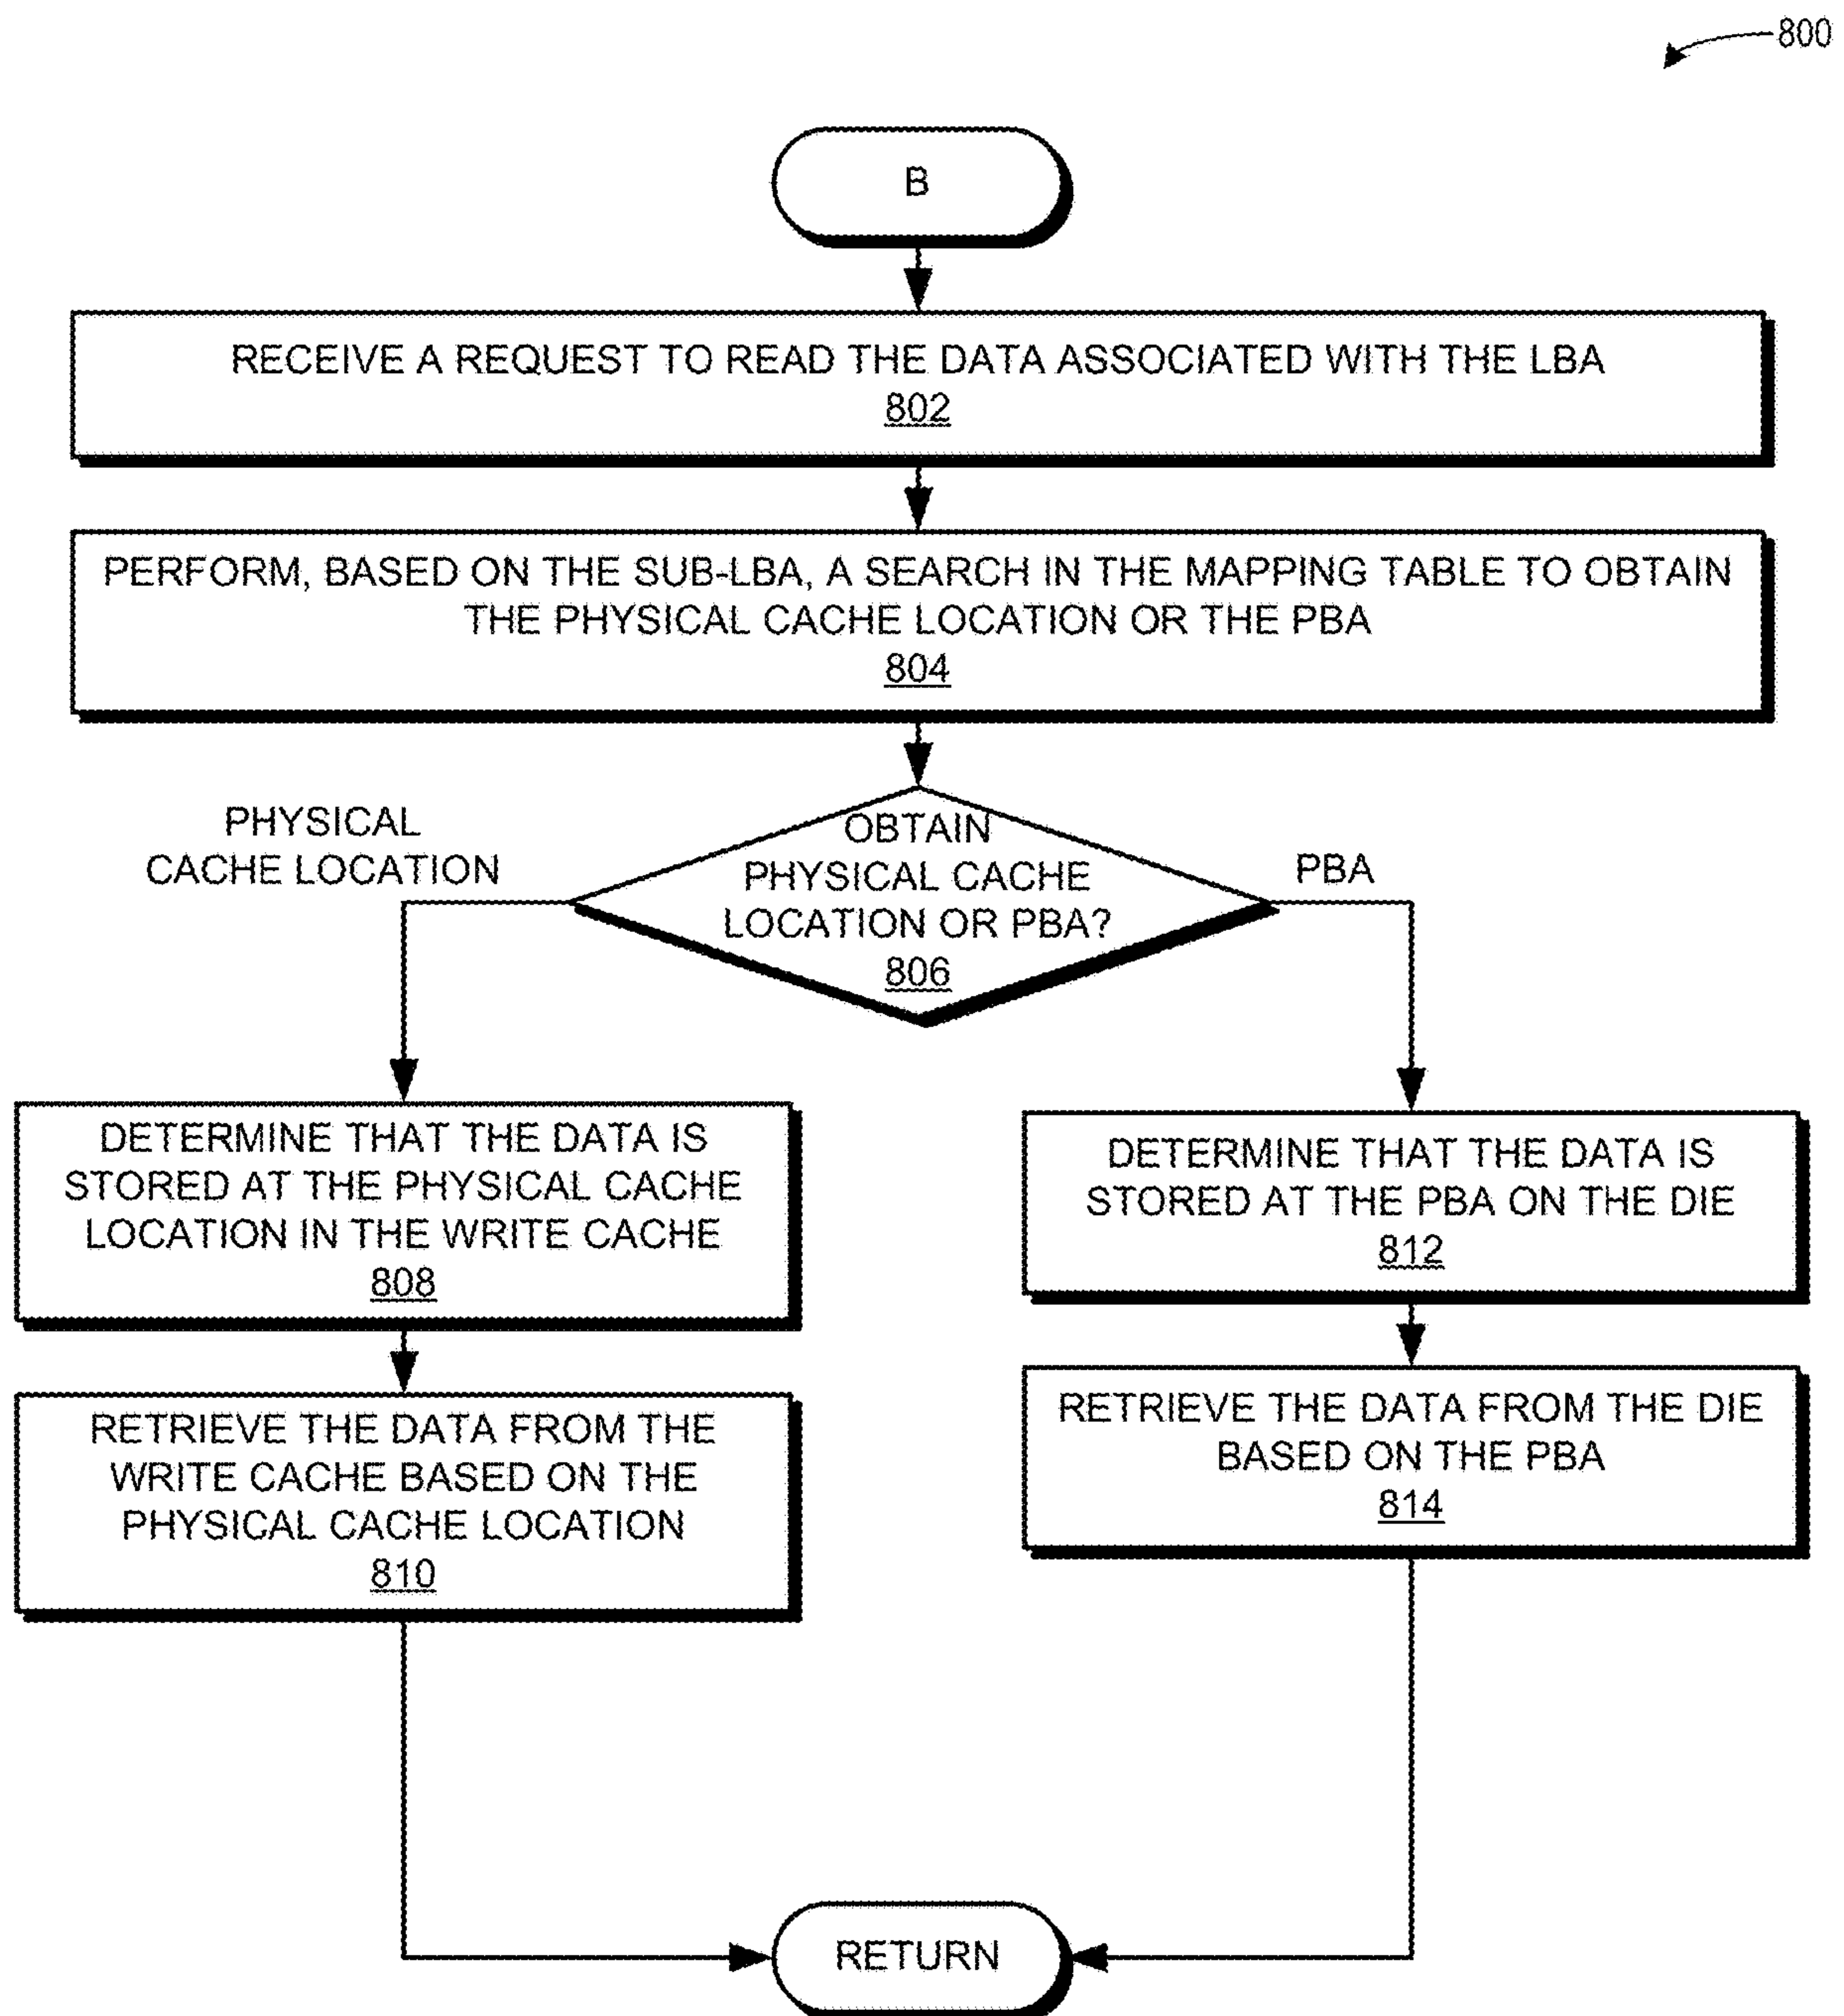 800
B
RECEIVE A REQUEST TO READ THE DATA ASSOCIATED WITH THE LBA
802
PERFORM, BASED ON THE SUB-LBA, A SEARCH IN THE MAPPING TABLE TO OBTAIN
THE PHYSICAL CACHE LOCATION OR THE PBA
804
OBTAIN
PHYSICAL CACHE
LOCATION OR PBA?
806
PHYSICAL
CACHE LOCATION
PBA
DETERMINE THAT THE DATA IS
STORED AT THE PHYSICAL CACHE
LOCATION IN THE WRITE CACHE
808
RETRIEVE THE DATA FROM THE
WRITE CACHE BASED ON THE
PHYSICAL CACHE LOCATION
810
DETERMINE THAT THE DATA IS
STORED AT THE PBA ON THE DIE
812
RETRIEVE THE DATA FROM THE DIE
BASED ON THE PBA
814
RETURN